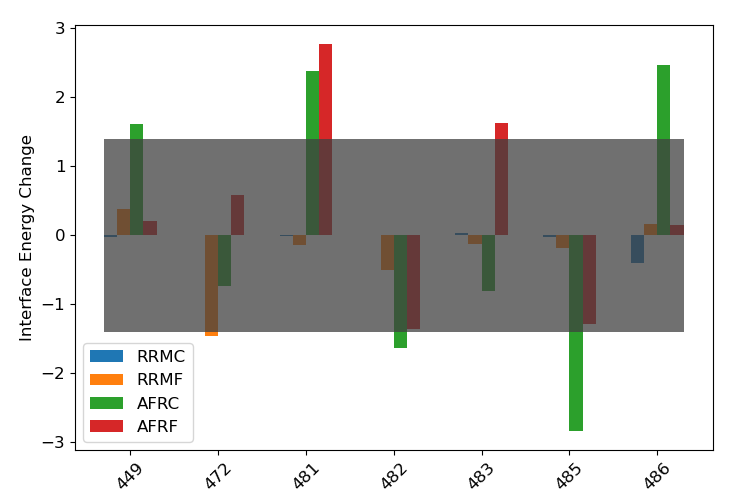 3
2
1
0
−1
−2
−3
Interface Energy Change
RRMC
RRMF
AFRC
AFRF
449
472
481
482
483
485
486